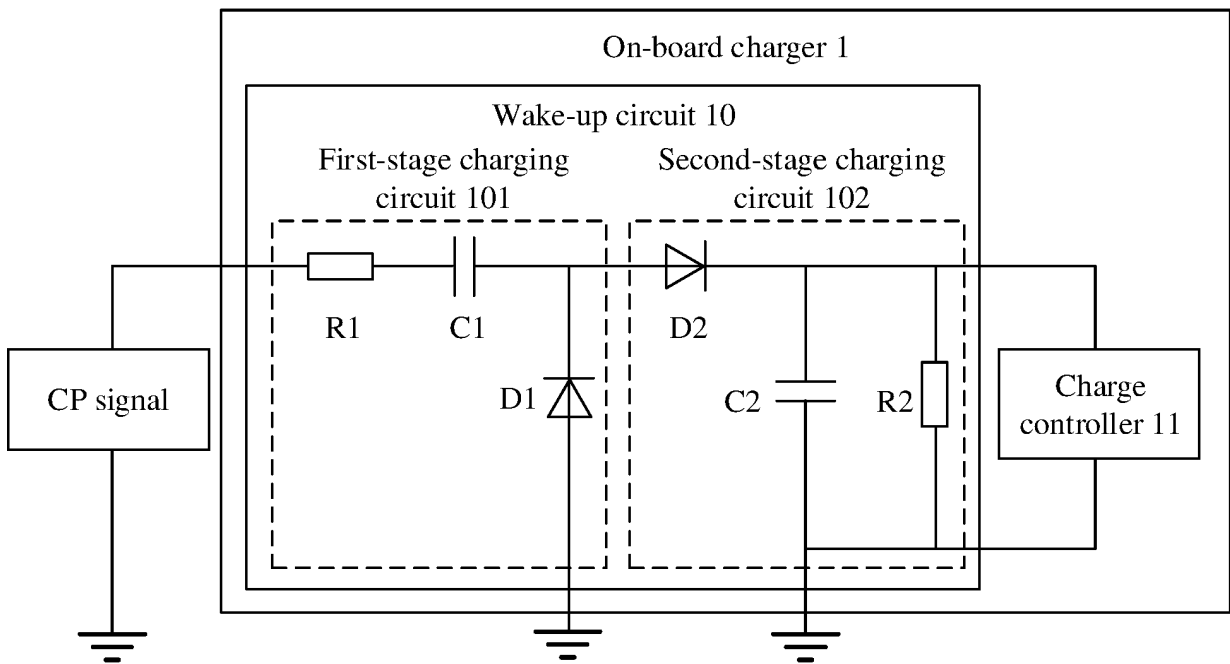 On-board charger 1
Wake-up circuit 10
First-stage charging
circuit 101
Second-stage charging
circuit 102
R1
C1
D2
CP signal
D1
C2
R2
Charge
controller 11